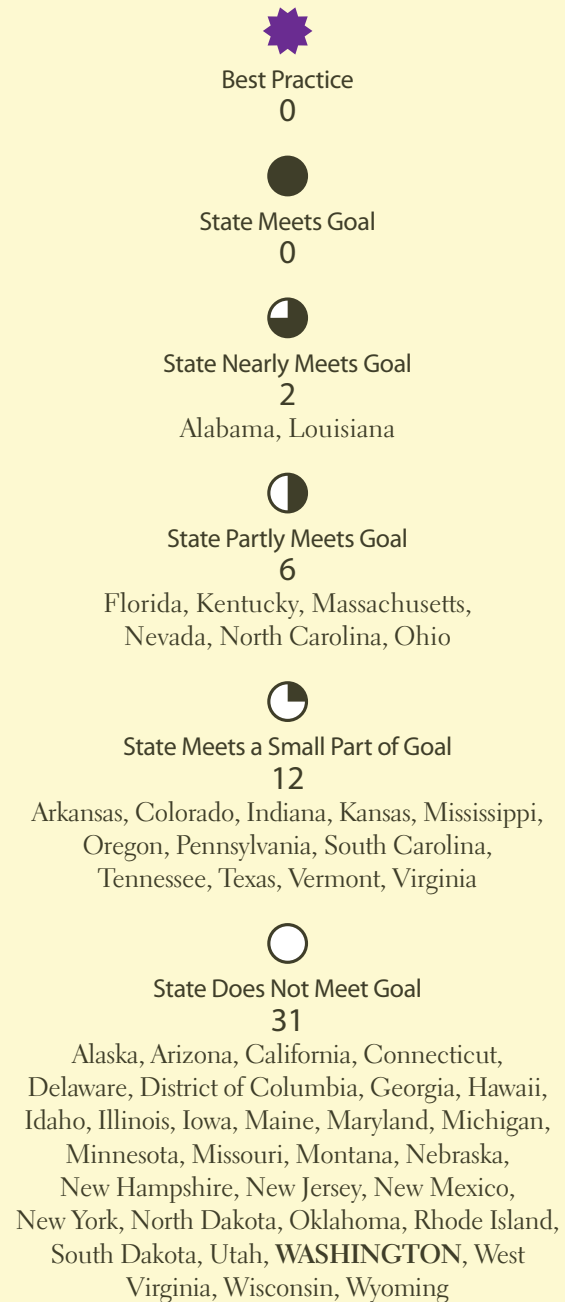 Best Practice
0
State Meets Goal
0
State Nearly Meets Goal
2
Alabama, Louisiana
State Partly Meets Goal
6
Florida, Kentucky, Massachusetts,
Nevada, North Carolina, Ohio
State Meets a Small Part of Goal
12
Arkansas, Colorado, Indiana, Kansas, Mississippi,
Oregon, Pennsylvania, South Carolina,
Tennessee, Texas, Vermont, Virginia
State Does Not Meet Goal
31
Alaska, Arizona, California, Connecticut,
Delaware, District of Columbia, Georgia, Hawaii,
Idaho, Illinois, Iowa, Maine, Maryland, Michigan,
Minnesota, Missouri, Montana, Nebraska,
New Hampshire, New Jersey, New Mexico,
New York, North Dakota, Oklahoma, Rhode Island,
South Dakota, Utah, WASHINGTON, West
Virginia, Wisconsin, Wyoming